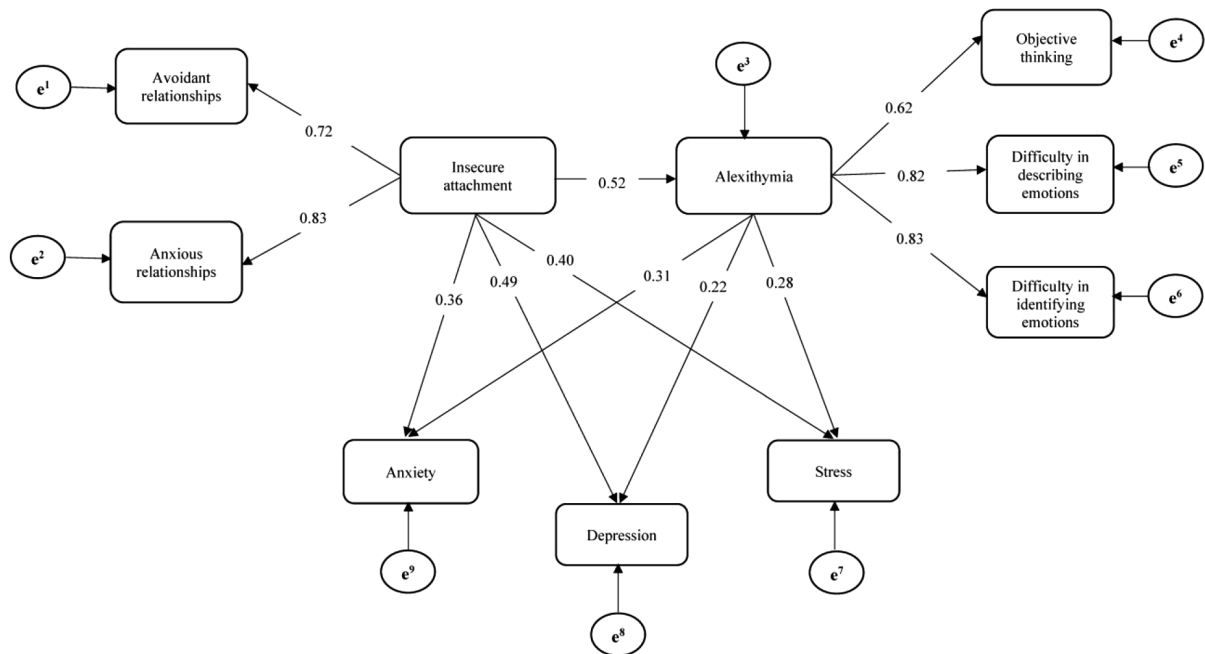 e¹
Avoidant
relationships
0.72
e²
Anxious
relationships
0.83
Insecure
attachment
0.52
e³
Alexithymia
0.62
0.82
0.83
Objective
thinking
e⁴
Difficulty in
describing
emotions
e⁵
Difficulty in
identifying
emotions
e⁶
0.36
0.49
0.40
0.31
0.22
0.28
Anxiety
e⁹
Depression
e⁸
Stress
e⁷